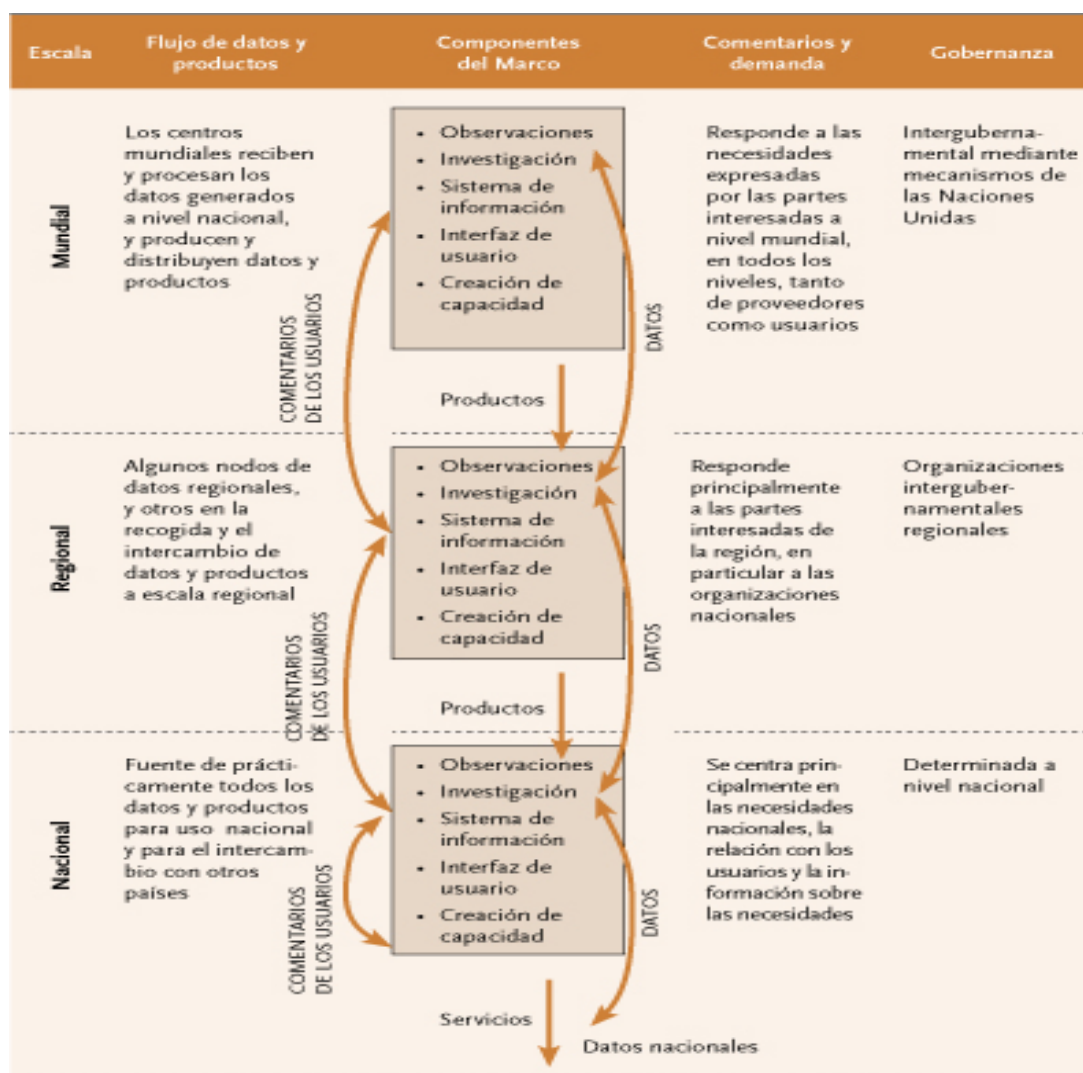 Escala
Flujo de datos y
productos
Componentes
del Marco
Comentarios y
demanda
Gobernanza
Mundial
Los centros
mundiales reciben
y procesan los
datos generados
a nivel nacional,
y producen y
distribuyen datos y
productos
COMENTARIOS
DE LOS USUARIOS
• Observaciones
• Investigación
• Sistema de
información
• Interfaz de
usuario
• Creación de
capacidad
DATOS
Productos
Responde a las
necesidades
expresadas
por las partes
interesadas a
nivel mundial,
en todos los
niveles, tanto
de proveedores
como usuarios
Interguberna-
mental mediante
mecanismos de
las Naciones
Unidas
Regional
Algunos nodos de
datos regionales,
y otros en la
recogida y el
intercambio de
datos y productos
a escala regional
COMENTARIOS
DE LOS USUARIOS
• Observaciones
• Investigación
• Sistema de
información
• Interfaz de
usuario
• Creación de
capacidad
DATOS
Productos
Responde
principalmente
a las partes
interesadas de
la región, en
particular a las
organizaciones
nacionales
Organizaciones
interguber-
namentales
regionales
Nacional
Fuente de prácti-
camente todos los
datos y productos
para uso nacional
y para el intercam-
bio con otros
países
COMENTARIOS
DE LOS USUARIOS
• Observaciones
• Investigación
• Sistema de
información
• Interfaz de
usuario
• Creación de
capacidad
DATOS
Servicios
Datos nacionales
Se centra prin-
cipalmente en
las necesidades
nacionales, la
relación con los
usuarios y la in-
formación sobre
las necesidades
Determinada a
nivel nacional